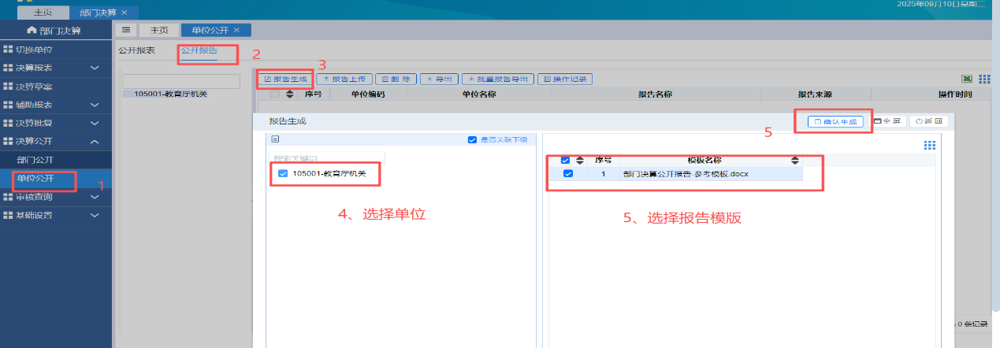 2025年09月10日星期三
主页 部门决算 ×
部门决算
切换单位
决算报表
决算草案
辅助报表
决算批复
决算公开
部门公开
单位公开
1
审核查询
基础设置
主页 单位公开 ×
公开报表 公开报告 2
3
105001-教育厅机关
报告生成 报告上传 删除 导出 批量报告导出 操作记录
序号 单位编码 单位名称 报告名称 报告来源 操作时间
报告生成
5 确认生成 全屏 返回
是否关联下级
搜索关键词
105001-教育厅机关
4、选择单位
序号 模板名称
1 部门决算公开报告-参考模板.docx
5、选择报告模版
0 条记录